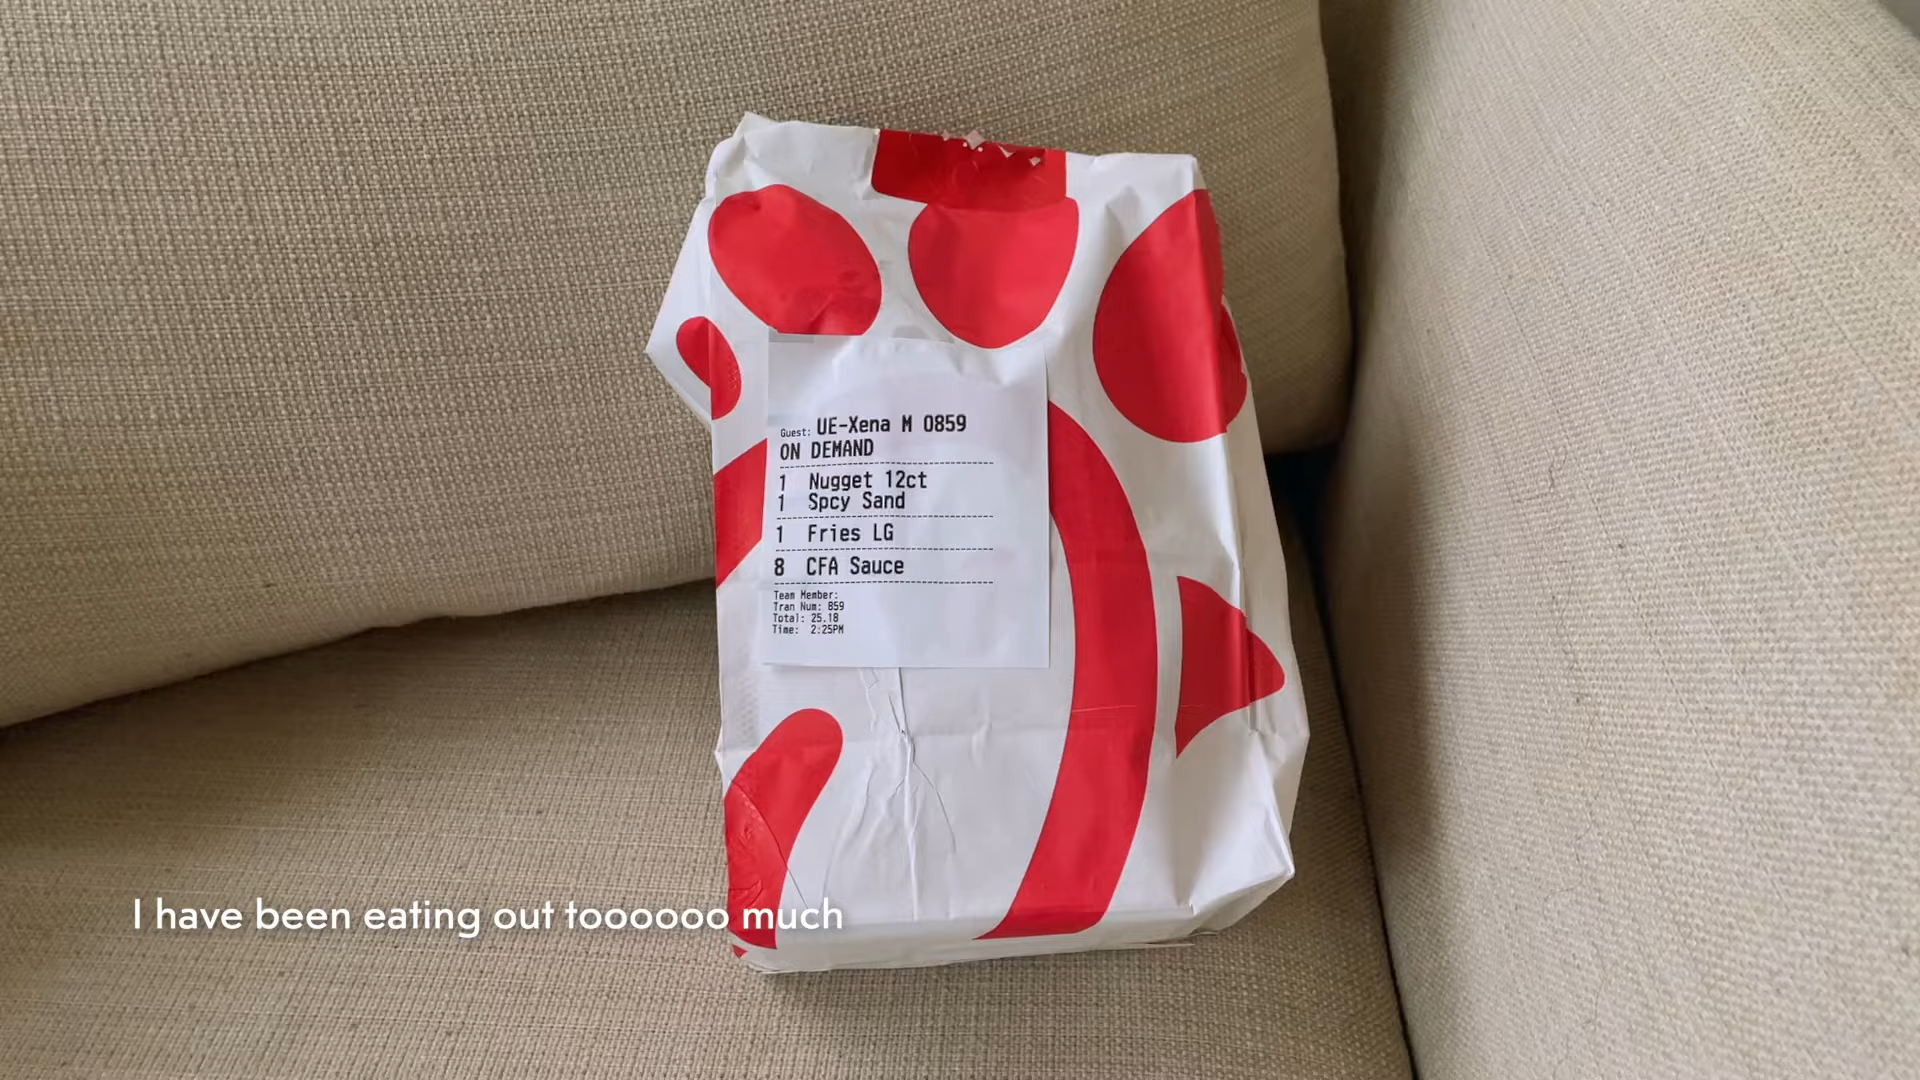 Guest: UE-Xena M 0859
ON DEMAND
1 Nugget 12ct
1 Spcy Sand
1 Fries LG
8 CFA Sauce
Team Member:
Tran Num: 859
Total: 25.18
Time: 2:25PM
I have been eating out toooooo much